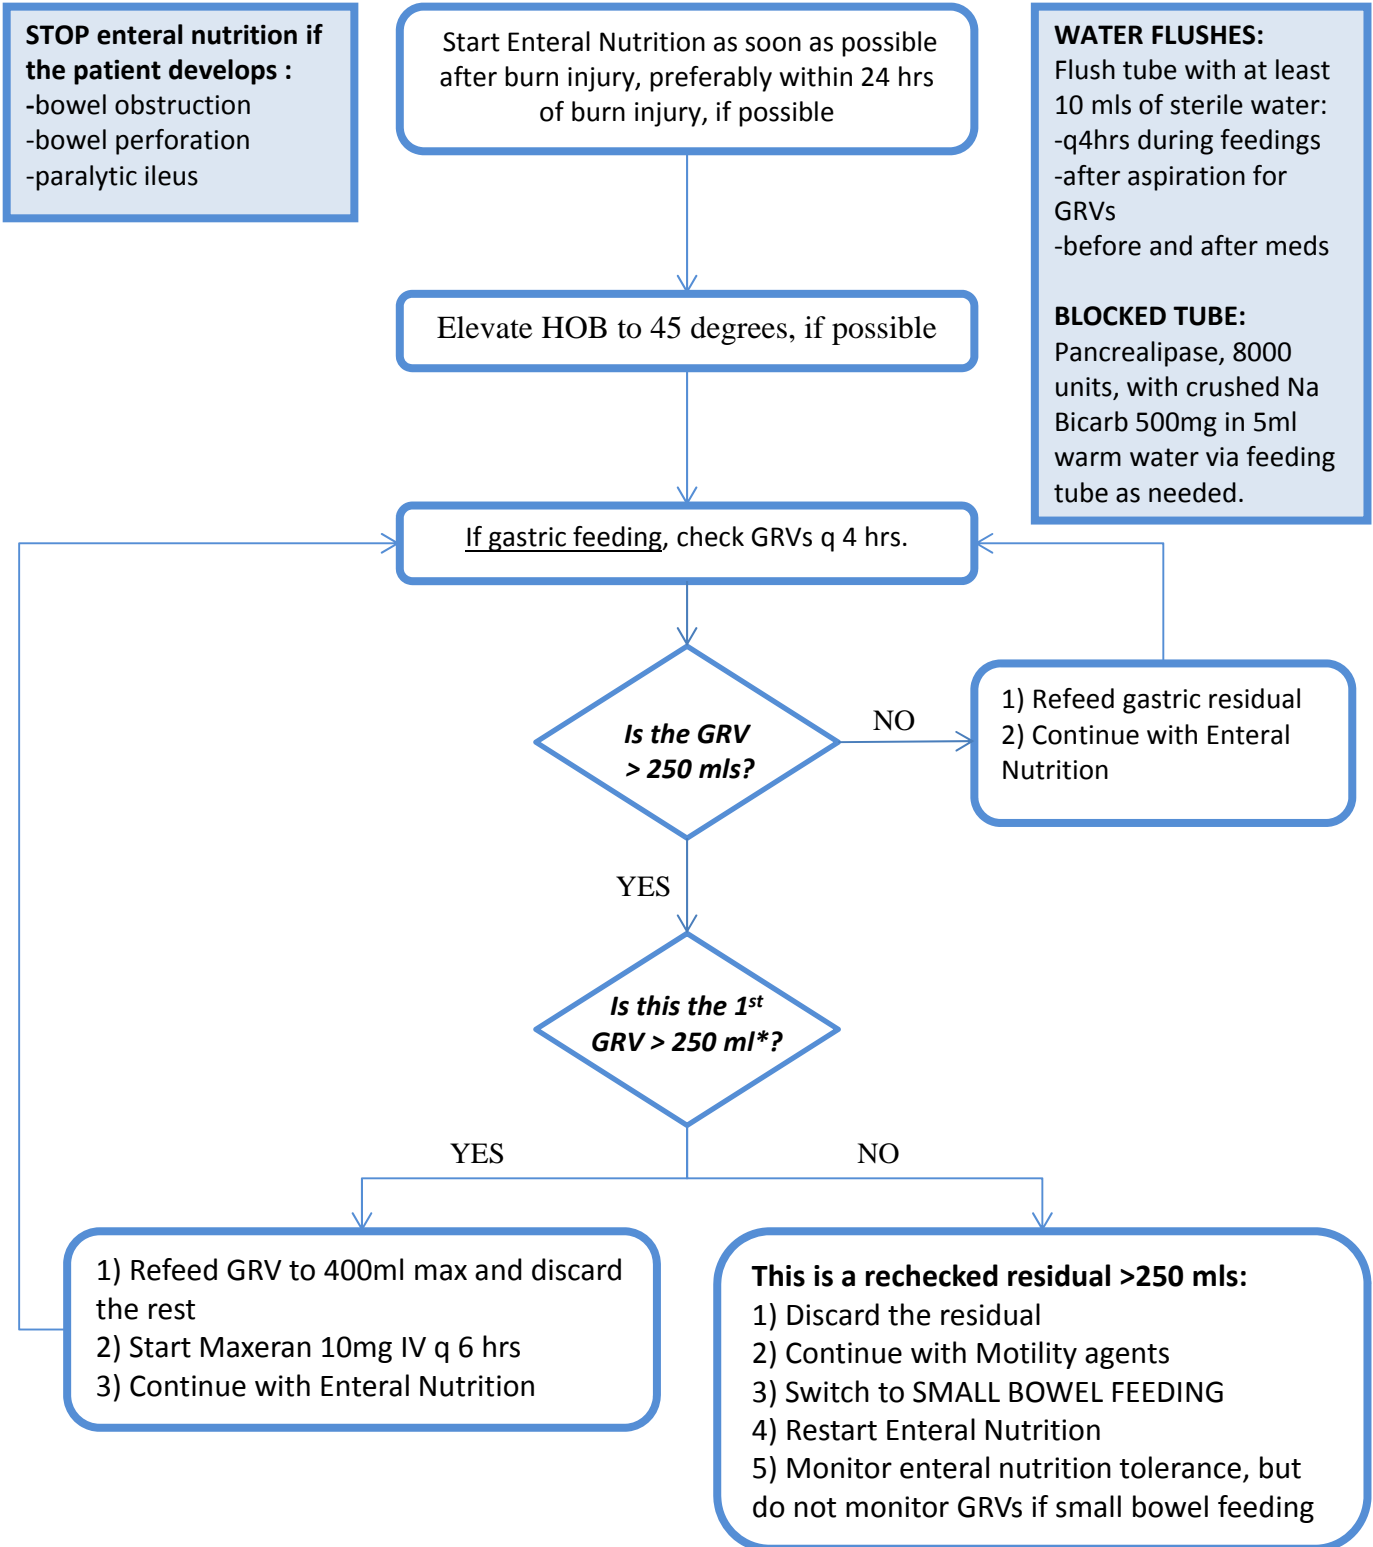 STOP enteral nutrition if
the patient develops :
-bowel obstruction
-bowel perforation
-paralytic ileus
Start Enteral Nutrition as soon as possible
after burn injury, preferably within 24 hrs
of burn injury, if possible
WATER FLUSHES:
Flush tube with at least
10 mls of sterile water:
-q4hrs during feedings
-after aspiration for
GRVs
-before and after meds
BLOCKED TUBE:
Pancrealipase, 8000
units, with crushed Na
Bicarb 500mg in 5ml
warm water via feeding
tube as needed.
Elevate HOB to 45 degrees, if possible
If gastric feeding, check GRVs q 4 hrs.
Is the GRV
> 250 mls?
NO
1) Refeed gastric residual
2) Continue with Enteral
Nutrition
YES
Is this the 1st
GRV > 250 ml*?
YES
NO
1) Refeed GRV to 400ml max and discard
the rest
2) Start Maxeran 10mg IV q 6 hrs
3) Continue with Enteral Nutrition
This is a rechecked residual >250 mls:
1) Discard the residual
2) Continue with Motility agents
3) Switch to SMALL BOWEL FEEDING
4) Restart Enteral Nutrition
5) Monitor enteral nutrition tolerance, but
do not monitor GRVs if small bowel feeding